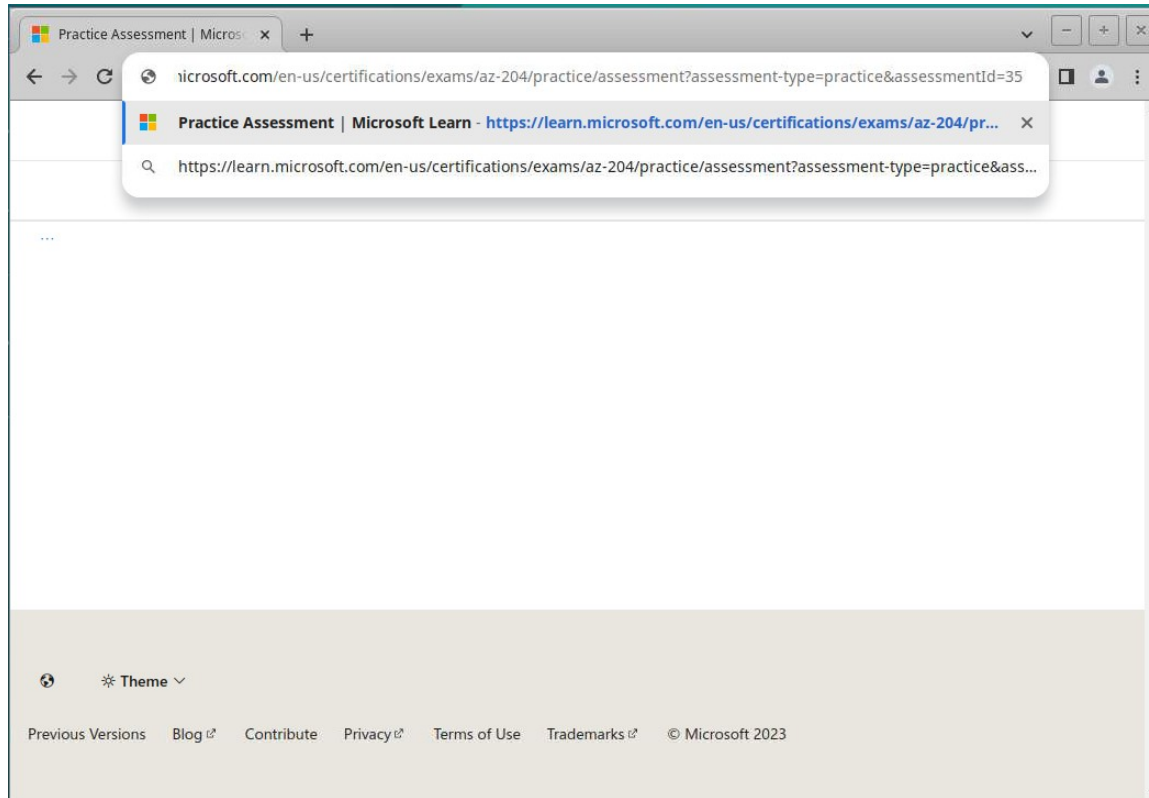 Practice Assessment | Micros
icrosoft.com/en-us/certifications/exams/az-204/practice/assessment?assessment-type=practice&assessmentId=35
Practice Assessment | Microsoft Learn - https://learn.microsoft.com/en-us/certifications/exams/az-204/pr...
https://learn.microsoft.com/en-us/certifications/exams/az-204/practice/assessment?assessment-type=practice&ass...
...
Theme
Previous Versions Blog Contribute Privacy Terms of Use Trademarks © Microsoft 2023